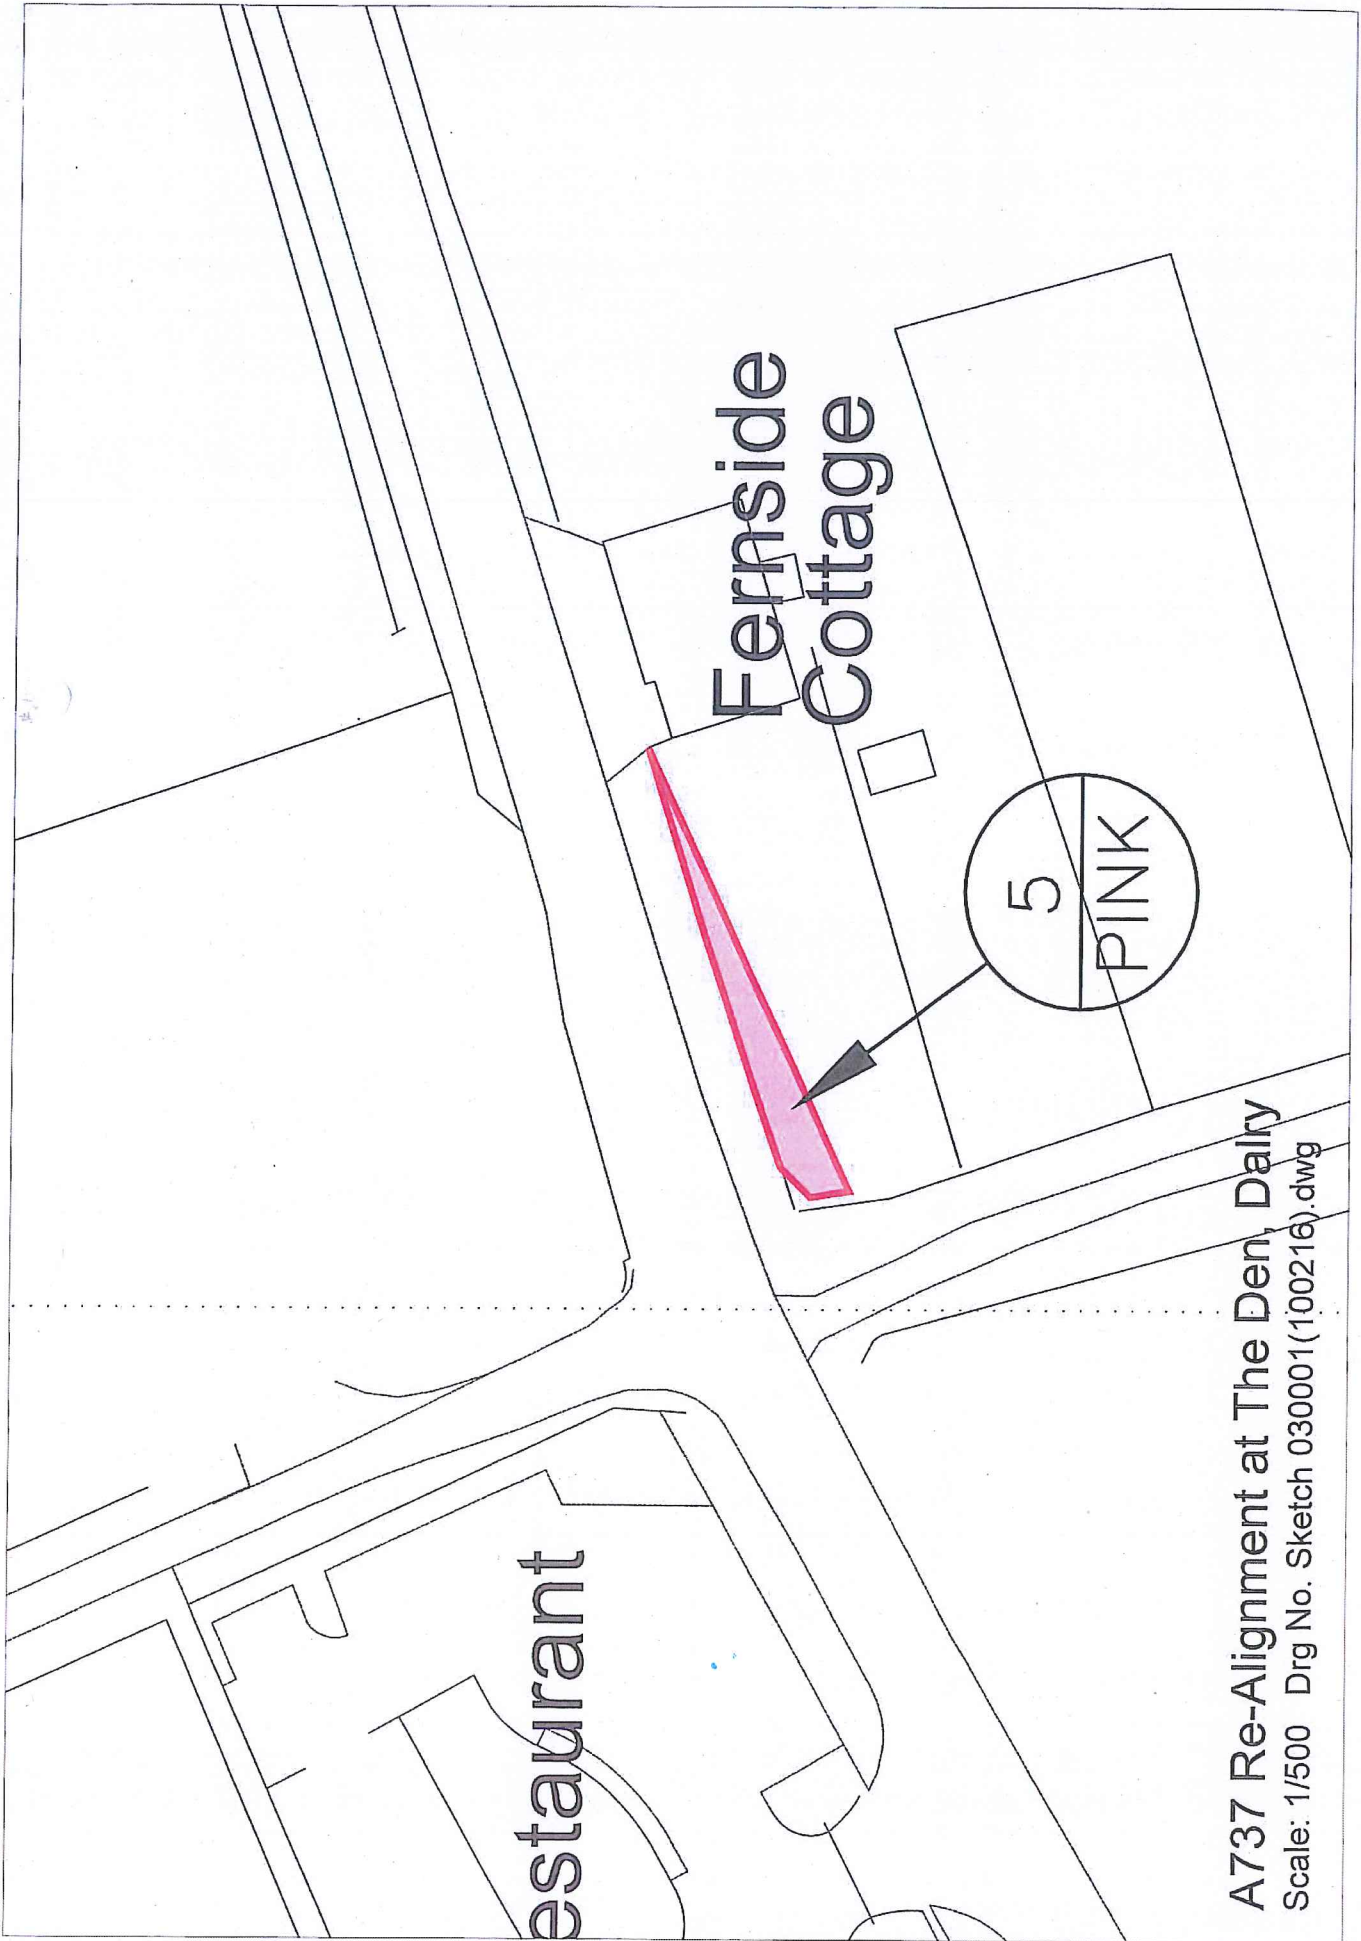 Fernside
Cottage
5
PINK
estaurant
A737 Re-Alignment at The Den, Dalry
Scale: 1/500 Drg No. Sketch 030001(100216).dwg